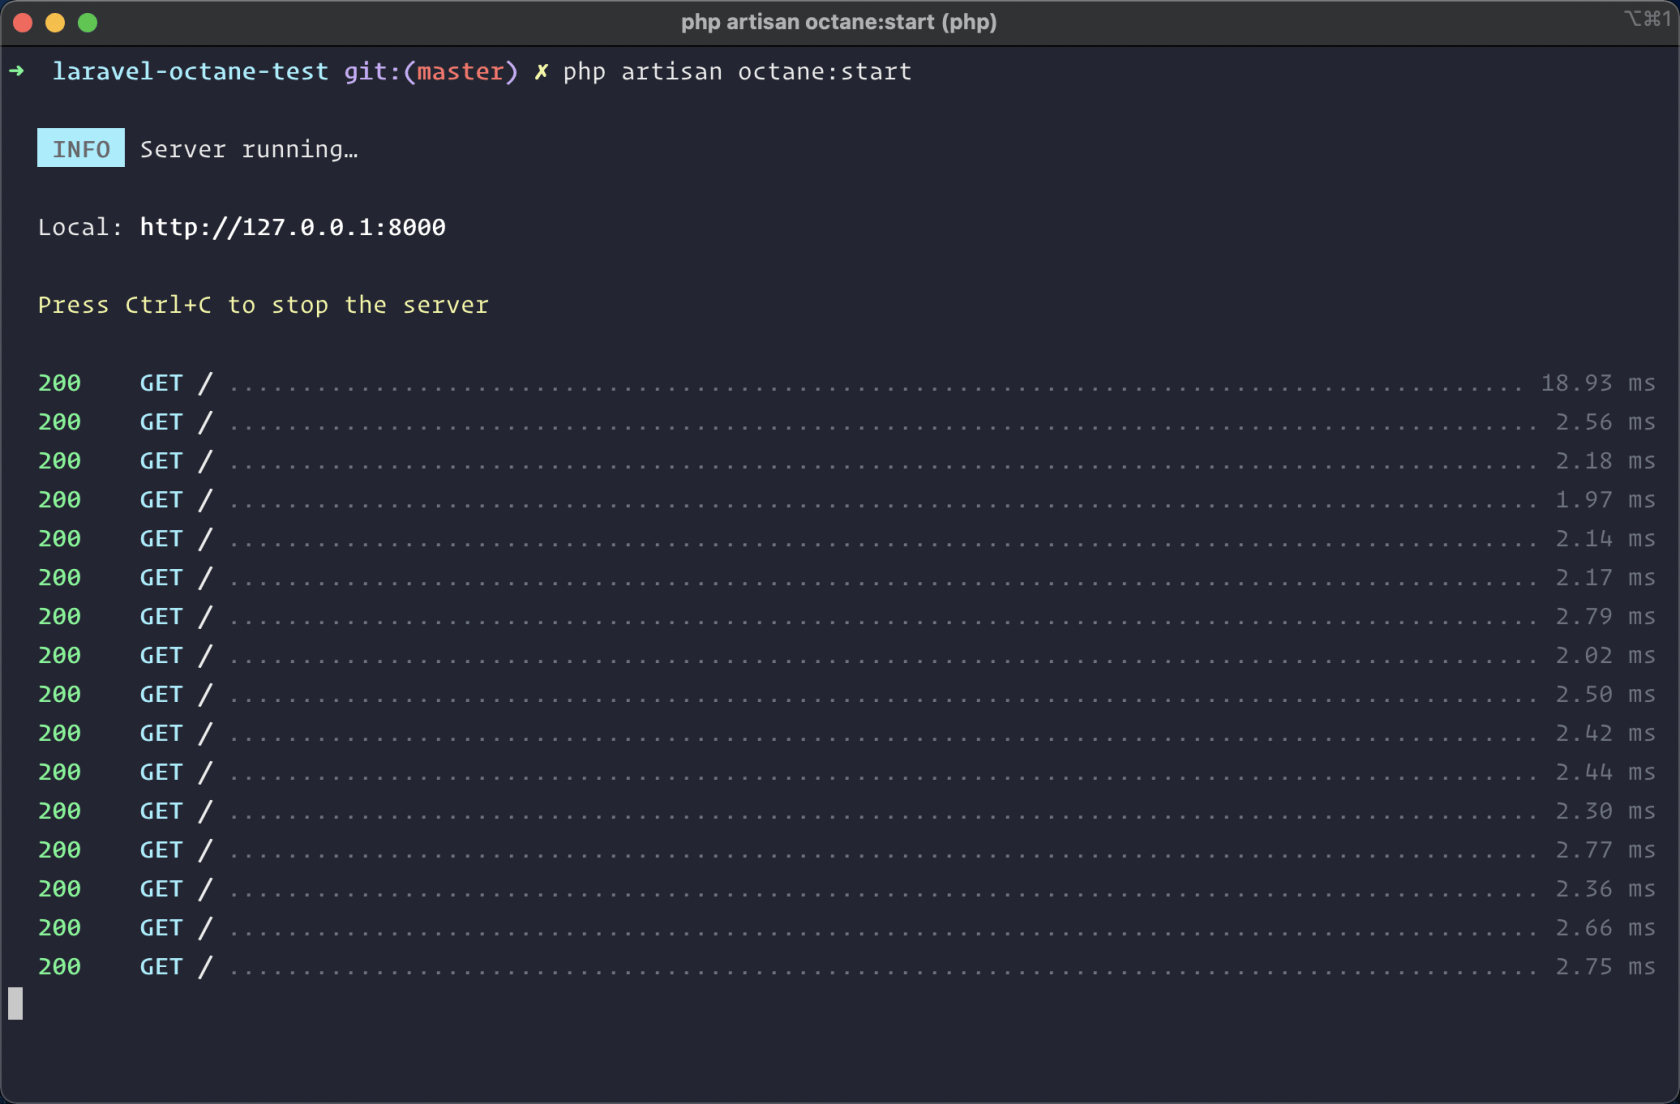 php artisan octane:start (php)
⌥⌘1
➜ laravel-octane-test git:(master) ✗ php artisan octane:start
INFO Server running…
Local: http://127.0.0.1:8000
Press Ctrl+C to stop the server
200 GET / ......................................................................................... 18.93 ms
200 GET / .......................................................................................... 2.56 ms
200 GET / .......................................................................................... 2.18 ms
200 GET / .......................................................................................... 1.97 ms
200 GET / .......................................................................................... 2.14 ms
200 GET / .......................................................................................... 2.17 ms
200 GET / .......................................................................................... 2.79 ms
200 GET / .......................................................................................... 2.02 ms
200 GET / .......................................................................................... 2.50 ms
200 GET / .......................................................................................... 2.42 ms
200 GET / .......................................................................................... 2.44 ms
200 GET / .......................................................................................... 2.30 ms
200 GET / .......................................................................................... 2.77 ms
200 GET / .......................................................................................... 2.36 ms
200 GET / .......................................................................................... 2.66 ms
200 GET / .......................................................................................... 2.75 ms